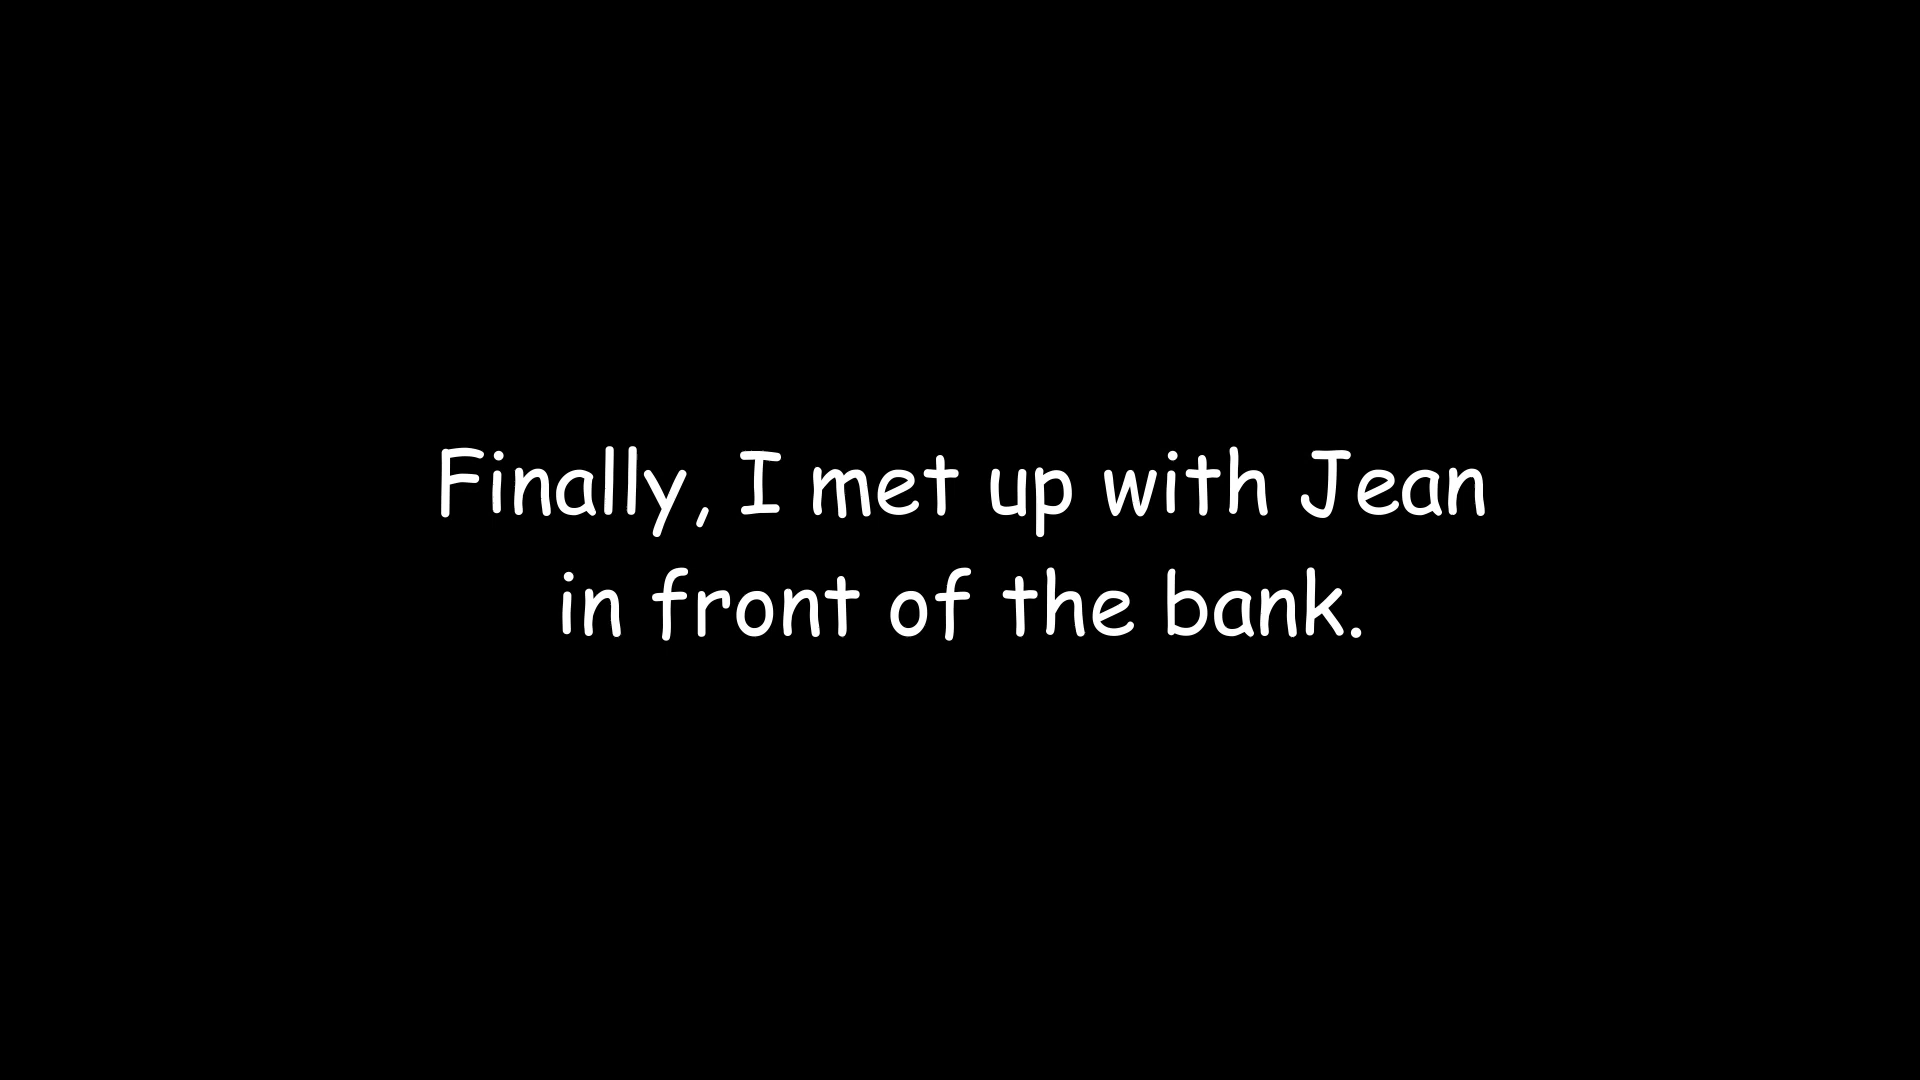 Finally, I met up with Jean
in front of the bank.